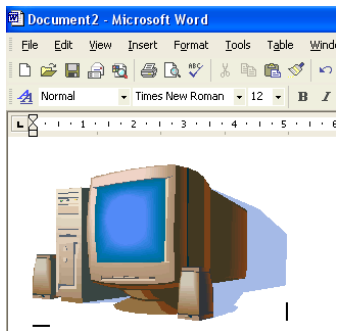 Document2 - Microsoft Word
File Edit View Insert Format Tools Table
Normal Times New Roman 12 B I
1 2 3 4 5 6